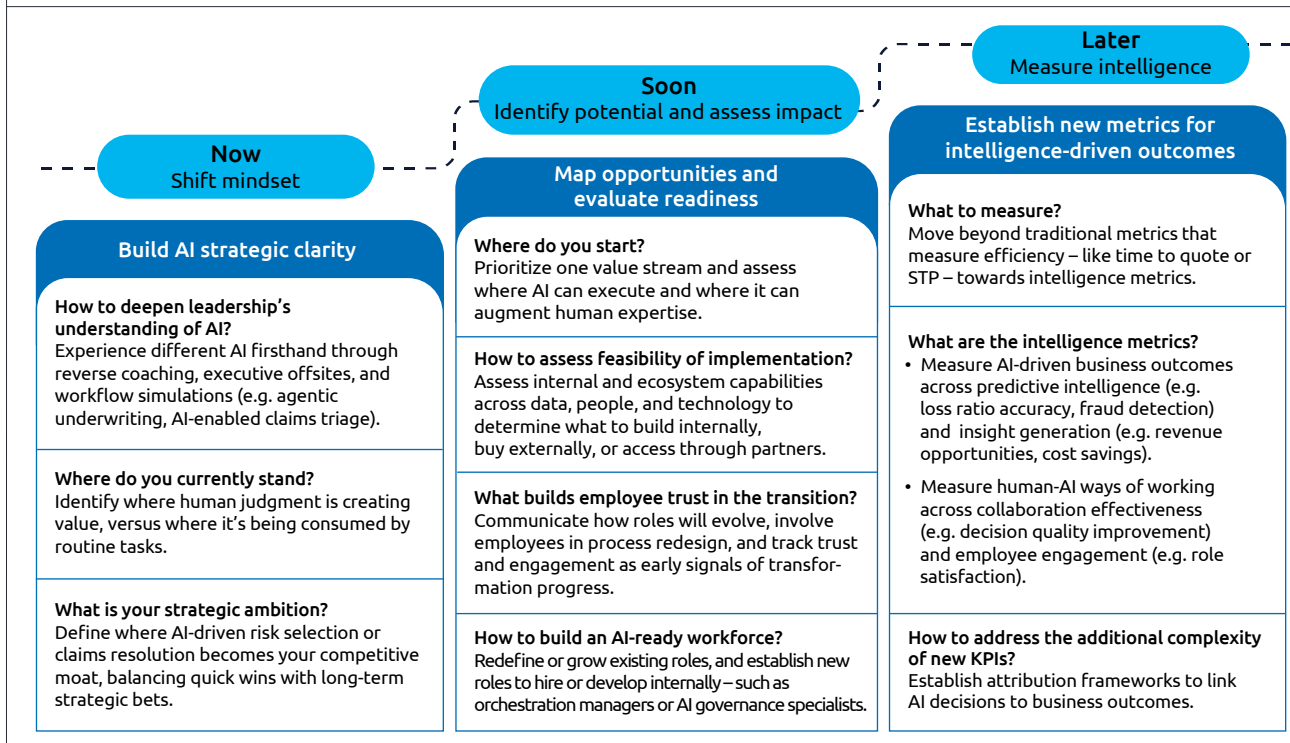 Now
Shift mindset
Build AI strategic clarity
How to deepen leadership's
understanding of AI?
Experience different AI firsthand through
reverse coaching, executive offsites, and
workflow simulations (e.g. agentic
underwriting, AI-enabled claims triage).
Where do you currently stand?
Identify where human judgment is creating
value, versus where it's being consumed by
routine tasks.
What is your strategic ambition?
Define where AI-driven risk selection or
claims resolution becomes your competitive
moat, balancing quick wins with long-term
strategic bets.
Soon
Identify potential and assess impact
Map opportunities and
evaluate readiness
Where do you start?
Prioritize one value stream and assess
where AI can execute and where it can
augment human expertise.
How to assess feasibility of implementation?
Assess internal and ecosystem capabilities
across data, people, and technology to
determine what to build internally,
buy externally, or access through partners.
What builds employee trust in the transition?
Communicate how roles will evolve, involve
employees in process redesign, and track trust
and engagement as early signals of transfor-
mation progress.
How to build an AI-ready workforce?
Redefine or grow existing roles, and establish new
roles to hire or develop internally – such as
orchestration managers or AI governance specialists.
Later
Measure intelligence
Establish new metrics for
intelligence-driven outcomes
What to measure?
Move beyond traditional metrics that
measure efficiency – like time to quote or
STP – towards intelligence metrics.
What are the intelligence metrics?
• Measure AI-driven business outcomes
across predictive intelligence (e.g.
loss ratio accuracy, fraud detection)
and insight generation (e.g. revenue
opportunities, cost savings).
• Measure human-AI ways of working
across collaboration effectiveness
(e.g. decision quality improvement)
and employee engagement (e.g. role
satisfaction).
How to address the additional complexity
of new KPIs?
Establish attribution frameworks to link
AI decisions to business outcomes.